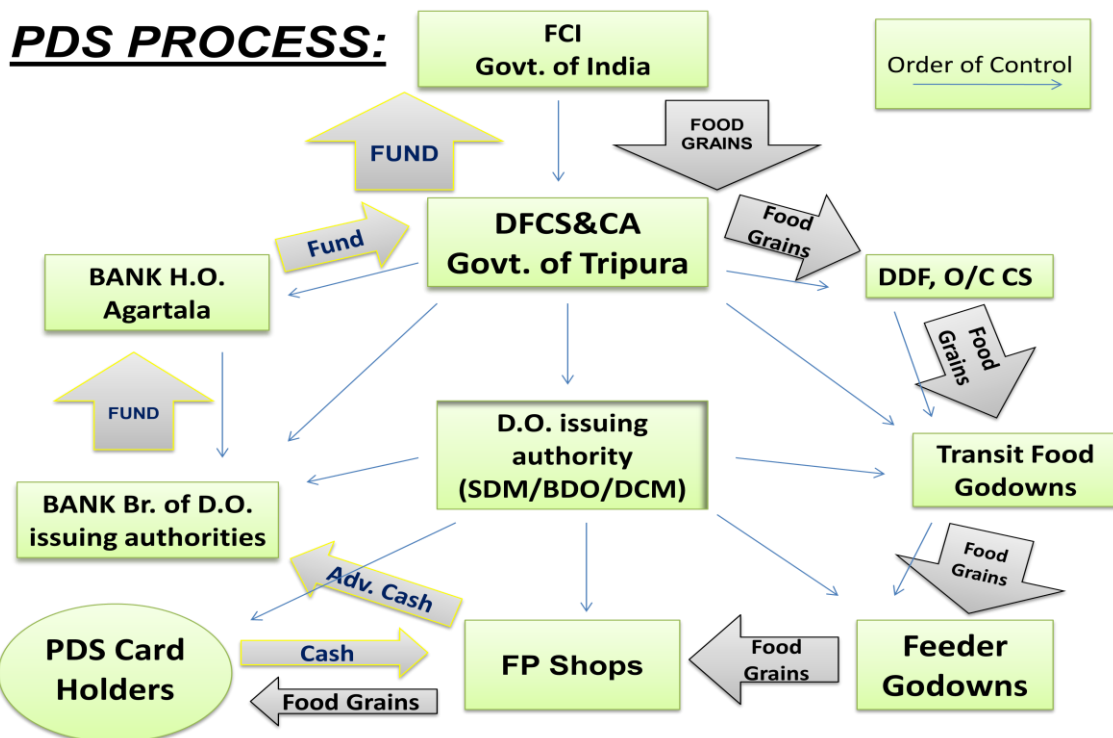 PDS PROCESS:
FCI
Govt. of India
Order of Control
FUND
FOOD
GRAINS
DFCS&CA
Govt. of Tripura
Fund
Food
Grains
BANK H.O.
Agartala
DDF, O/C CS
Food
Grains
FUND
D.O. issuing
authority
(SDM/BDO/DCM)
Transit Food
Godowns
BANK Br. of D.O.
issuing authorities
Food
Grains
Adv. Cash
PDS Card
Holders
Cash
Food Grains
FP Shops
Food
Grains
Feeder
Godowns